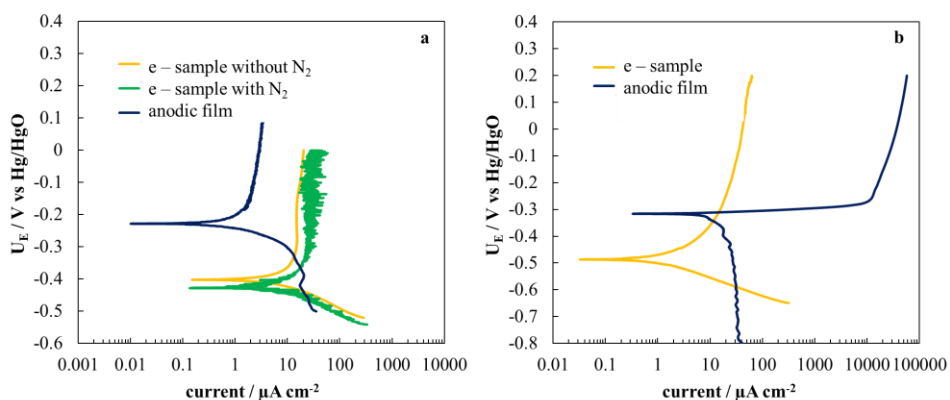 0.4
0.3
0.2
0.1
0
-0.1
-0.2
-0.3
-0.4
-0.5
-0.6
U_E / V vs Hg/HgO
a
e – sample without N₂
e – sample with N₂
anodic film
0.001 0.01 0.1 1 10 100 1000 10000
current / µA cm⁻²
0.4
0.3
0.2
0.1
0
-0.1
-0.2
-0.3
-0.4
-0.5
-0.6
-0.7
-0.8
U_E / V vs Hg/HgO
b
e – sample
anodic film
0.01 0.1 1 10 100 1000 10000 100000
current / µA cm⁻²